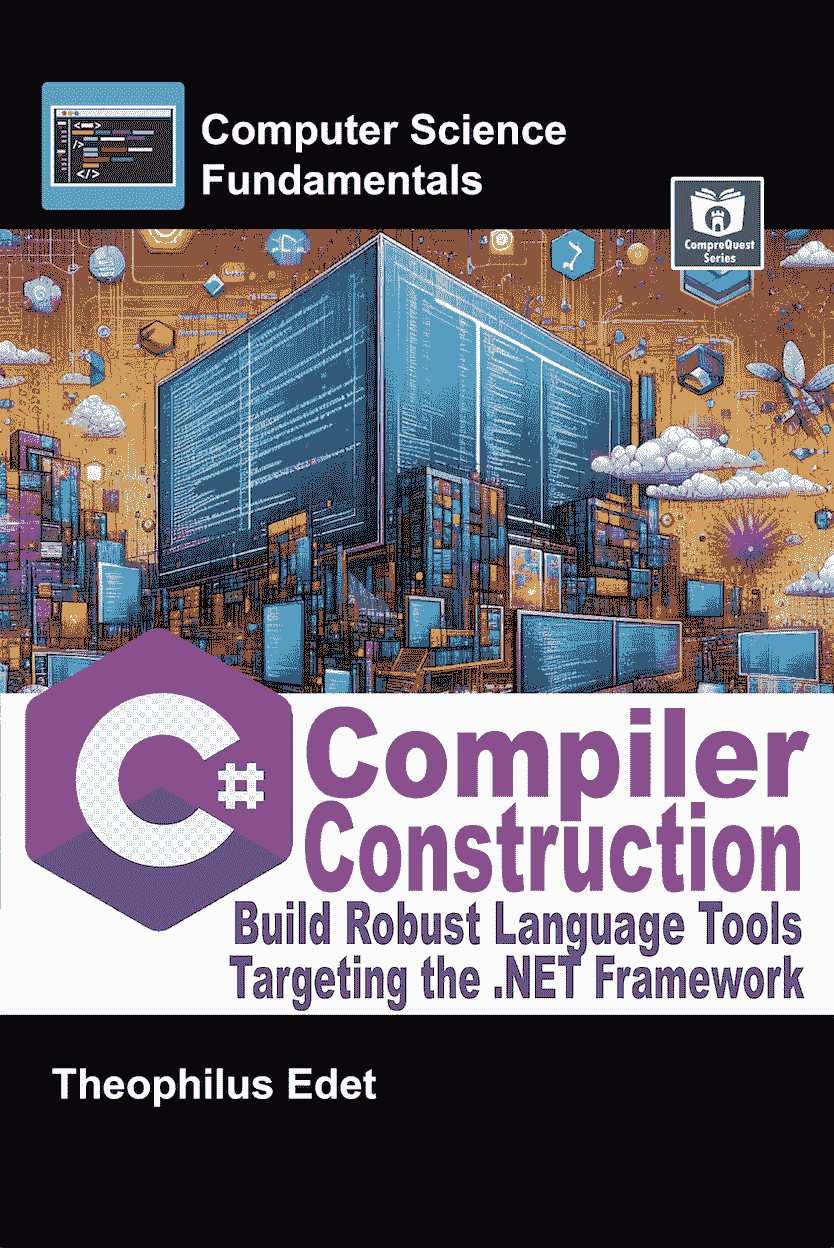 Computer Science
Fundamentals
CompreQuest
Series
C#
Compiler
Construction
Build Robust Language Tools
Targeting the .NET Framework
Theophilus Edet